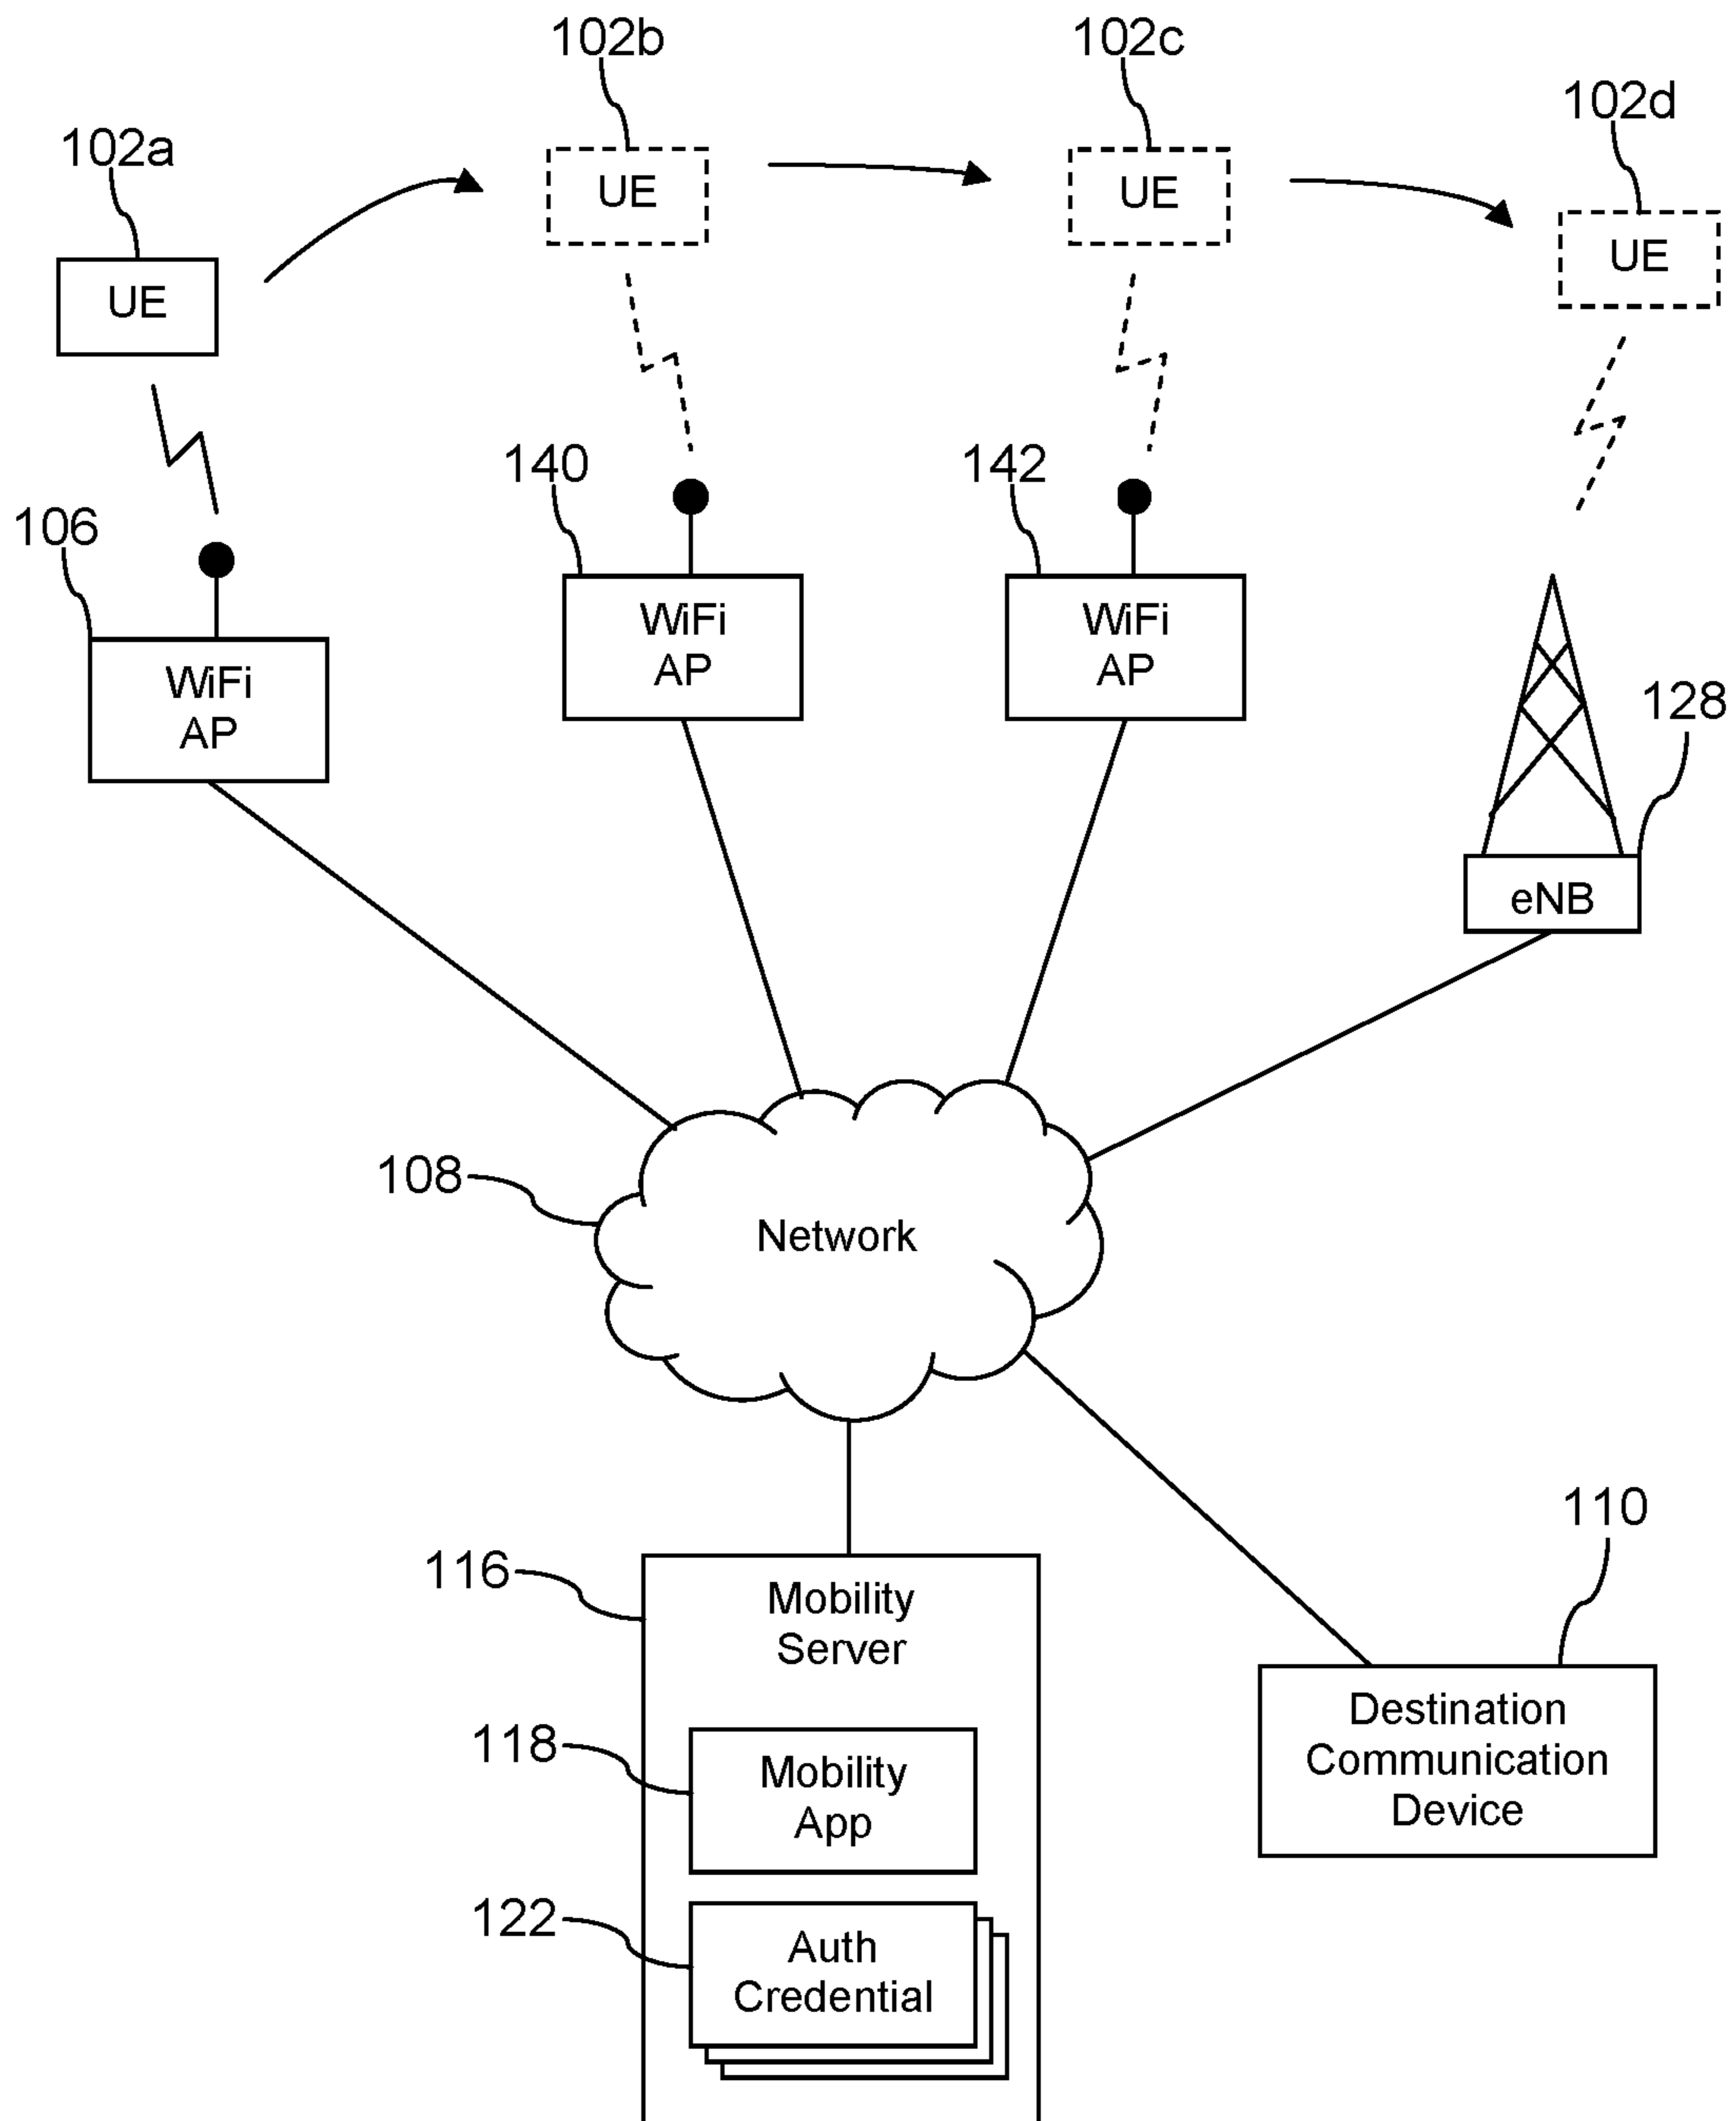 102b
102c
102d
102a
UE
UE
UE
UE
140
142
106
WiFi
AP
WiFi
AP
WiFi
AP
128
eNB
108
Network
110
116
Mobility
Server
118
Mobility
App
Destination
Communication
Device
122
Auth
Credential